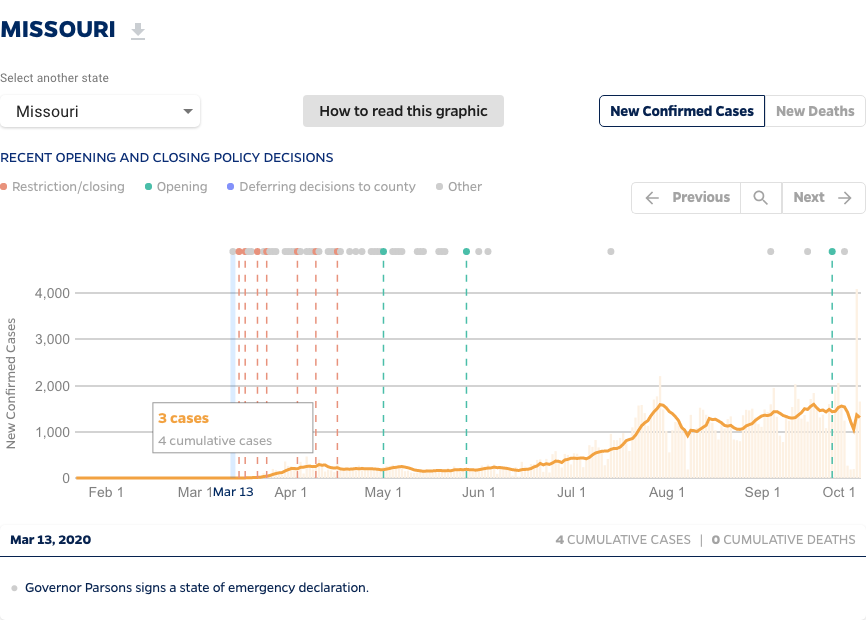 MISSOURI
Select another state
Missouri
How to read this graphic
New Confirmed Cases
New Deaths
RECENT OPENING AND CLOSING POLICY DECISIONS
Restriction/closing
Opening
Deferring decisions to county
Other
Previous
Next
New Confirmed Cases
4,000
3,000
2,000
1,000
0
3 cases
4 cumulative cases
Feb 1
Mar 1
Mar 13
Apr 1
May 1
Jun 1
Jul 1
Aug 1
Sep 1
Oct 1
Mar 13, 2020
4 CUMULATIVE CASES | 0 CUMULATIVE DEATHS
Governor Parsons signs a state of emergency declaration.